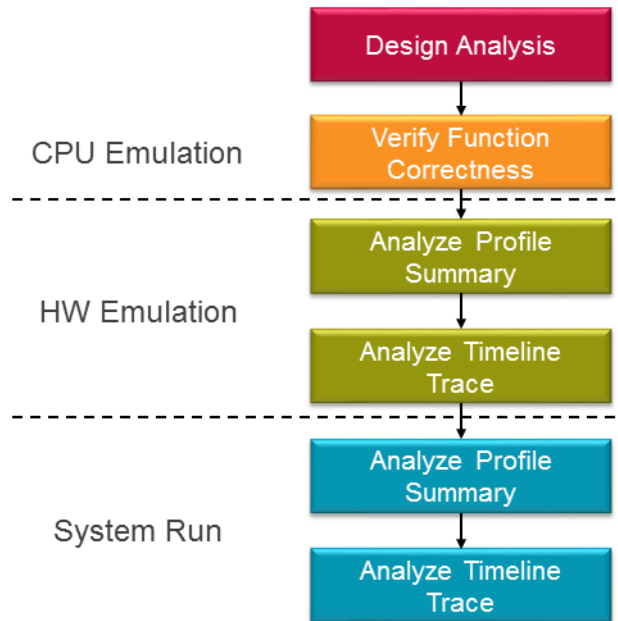 Design Analysis
CPU Emulation
Verify Function
Correctness
HW Emulation
Analyze Profile
Summary
Analyze Timeline
Trace
System Run
Analyze Profile
Summary
Analyze Timeline
Trace